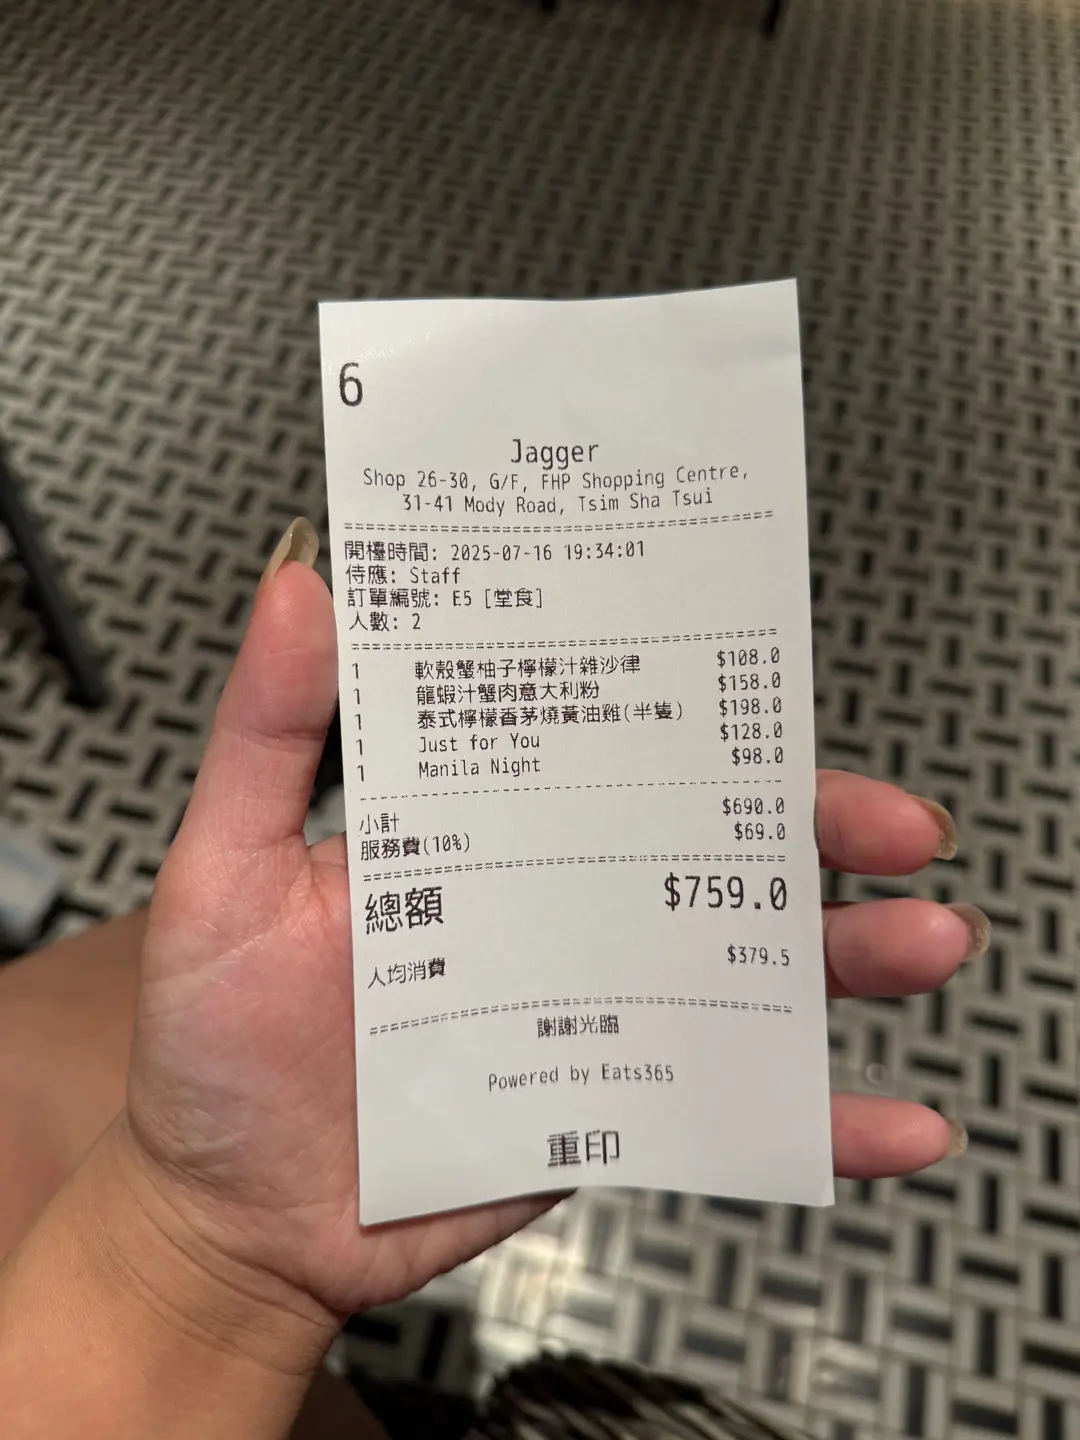 6
Jagger
Shop 26-30, G/F, FHP Shopping Centre,
31-41 Mody Road, Tsim Sha Tsui
開檯時間: 2025-07-16 19:34:01
侍應: Staff
訂單編號: E5 [堂食]
人數: 2
1 軟殼蟹柚子檸檬汁雜沙律 $108.0
1 龍蝦汁蟹肉意大利粉 $158.0
1 泰式檸檬香茅燒黃油雞(半隻) $198.0
1 Just for You $128.0
1 Manila Night $98.0
小計 $690.0
服務費(10%) $69.0
總額 $759.0
人均消費 $379.5
謝謝光臨
Powered by Eats365
重印